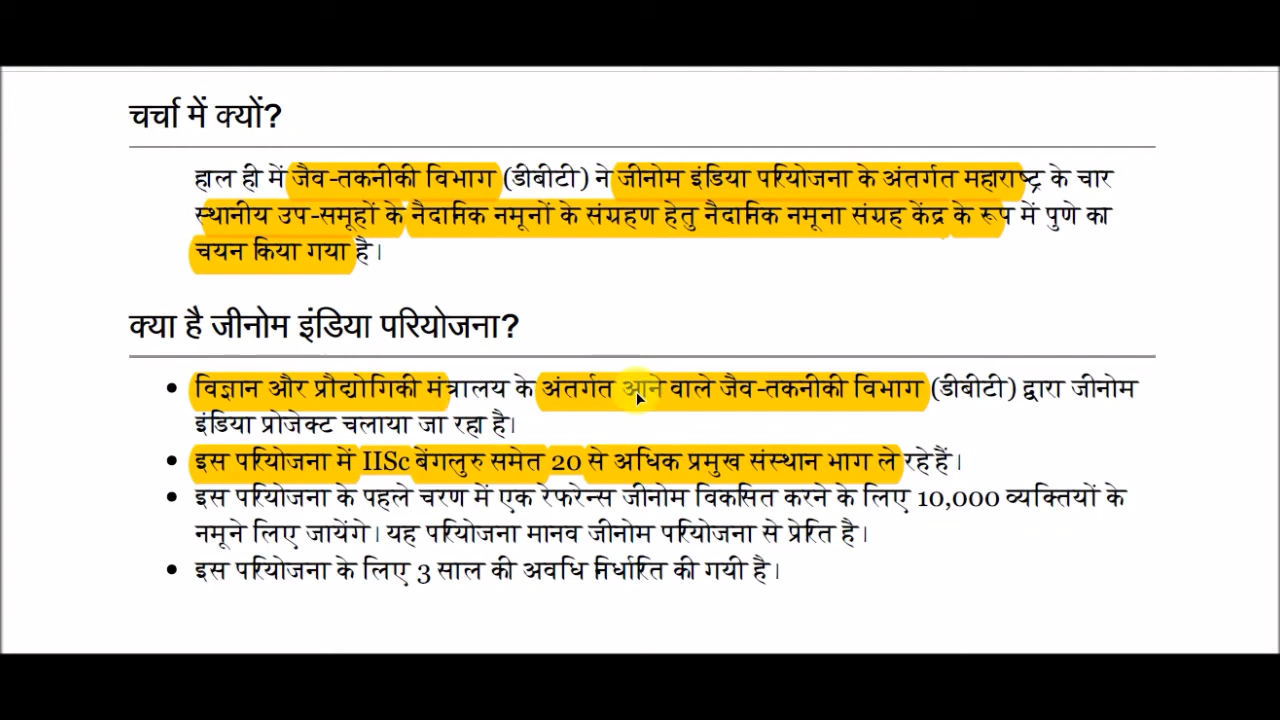 चर्चा में क्यों?
हाल ही में जैव-तकनीकी विभाग (डीबीटी) ने जीनोम इंडिया परियोजना के अंतर्गत महाराष्ट्र के चार
स्थानीय उप-समूहों के नैदानिक नमूनों के संग्रहण हेतु नैदानिक नमूना संग्रह केंद्र के रूप में पुणे का
चयन किया गया है।
क्या है जीनोम इंडिया परियोजना?
• विज्ञान और प्रौद्योगिकी मंत्रालय के अंतर्गत आने वाले जैव-तकनीकी विभाग (डीबीटी) द्वारा जीनोम
इंडिया प्रोजेक्ट चलाया जा रहा है।
• इस परियोजना में IISc बेंगलुरु समेत 20 से अधिक प्रमुख संस्थान भाग ले रहे हैं।
• इस परियोजना के पहले चरण में एक रेफरेन्स जीनोम विकसित करने के लिए 10,000 व्यक्तियों के
नमूने लिए जायेंगे। यह परियोजना मानव जीनोम परियोजना से प्रेरित है।
• इस परियोजना के लिए 3 साल की अवधि निर्धारित की गयी है।